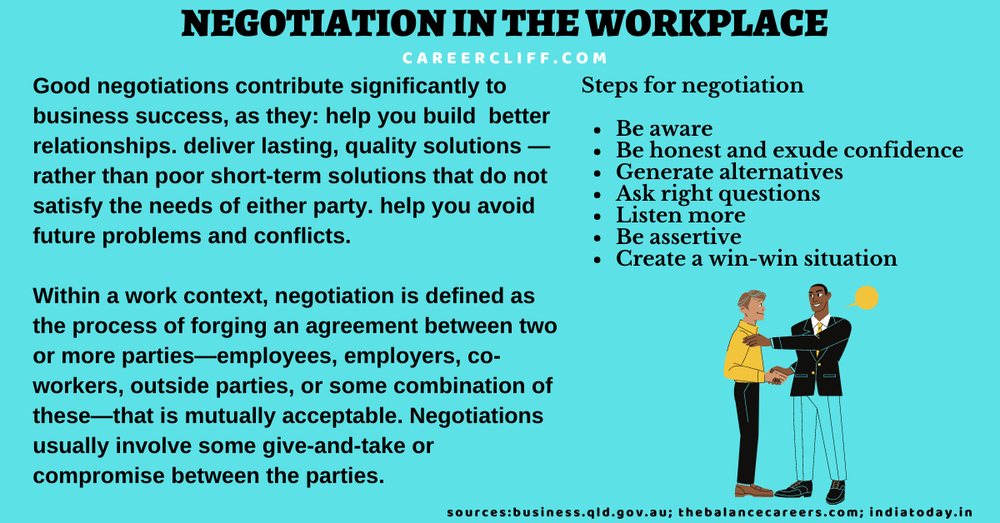 NEGOTIATION IN THE WORKPLACE
CAREERCLIFF.COM
Good negotiations contribute significantly to
business success, as they: help you build  better
relationships. deliver lasting, quality solutions —
rather than poor short-term solutions that do not
satisfy the needs of either party. help you avoid
future problems and conflicts.
Within a work context, negotiation is defined as
the process of forging an agreement between two
or more parties—employees, employers, co-
workers, outside parties, or some combination of
these—that is mutually acceptable. Negotiations
usually involve some give-and-take or
compromise between the parties.
Steps for negotiation
• Be aware
• Be honest and exude confidence
• Generate alternatives
• Ask right questions
• Listen more
• Be assertive
• Create a win-win situation
sources:business.qld.gov.au; thebalancecareers.com; indiatoday.in